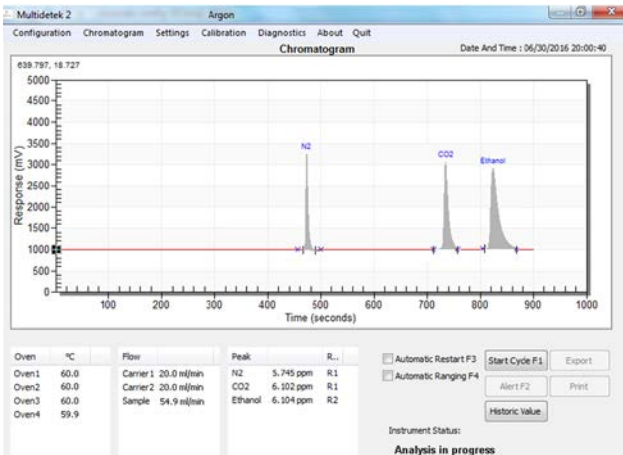 Multidetek 2 Argon
Configuration Chromatogram Settings Calibration Diagnostics About Quit
Chromatogram Date And Time : 06/30/2016 20:00:40
639.797, 18.727
Response (mV)
5000
4500
4000
3500
3000
2500
2000
1500
1000
500
0
N2
CO2
Ethanol
100 200 300 400 500 600 700 800 900 1000
Time (seconds)
Oven °C
Oven1 60.0
Oven2 60.0
Oven3 60.0
Oven4 59.9
Flow
Carrier1 20.0 ml/min
Carrier2 20.0 ml/min
Sample 54.9 ml/min
Peak R..
N2 5.745 ppm R1
CO2 6.102 ppm R1
Ethanol 6.104 ppm R2
Automatic Restart F3
Automatic Ranging F4
Start Cycle F1 Export
Alert F2 Print
Historic Value
Instrument Status:
Analysis in progress